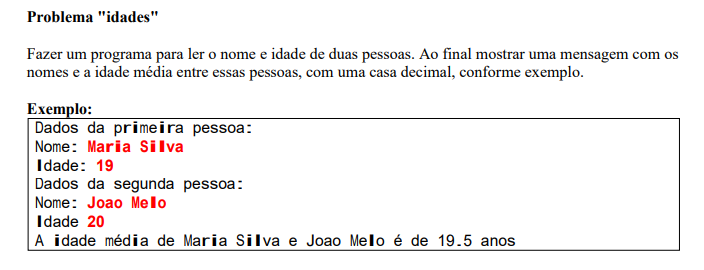 Problema "idades"
Fazer um programa para ler o nome e idade de duas pessoas. Ao final mostrar uma mensagem com os
nomes e a idade média entre essas pessoas, com uma casa decimal, conforme exemplo.
Exemplo:
Dados da primeira pessoa:
Nome: Maria Silva
Idade: 19
Dados da segunda pessoa:
Nome: Joao Melo
Idade 20
A idade média de Maria Silva e Joao Melo é de 19.5 anos